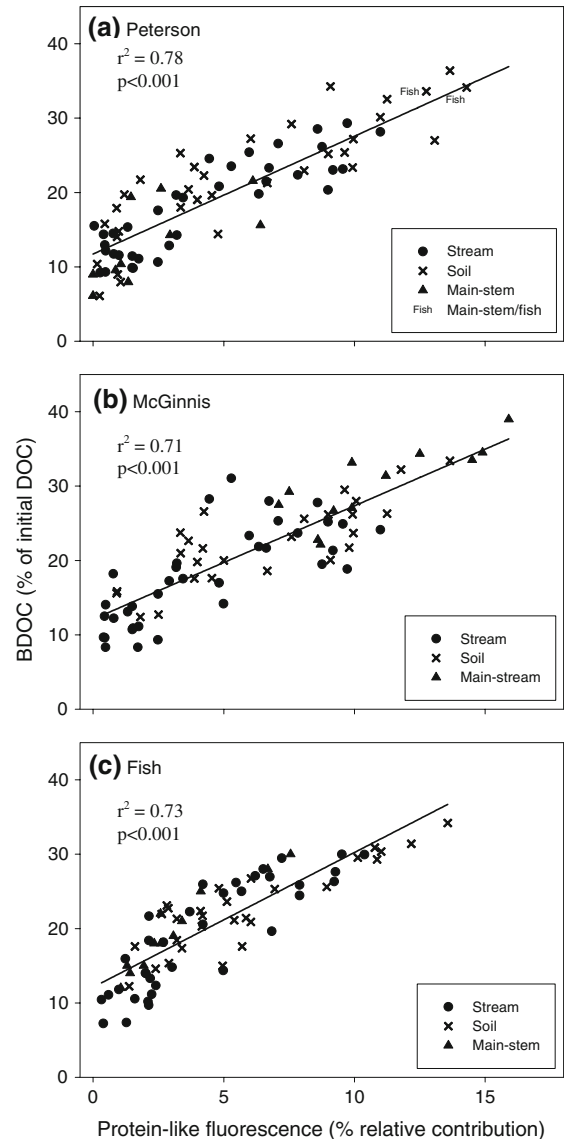 (a) Peterson
r² = 0.78
p<0.001
40
30
20
10
0
Fish
Fish
Stream
Soil
Main-stem
Fish Main-stem/fish
BDOC (% of initial DOC)
(b) McGinnis
r² = 0.71
p<0.001
40
30
20
10
0
Stream
Soil
Main-stream
(c) Fish
r² = 0.73
p<0.001
40
30
20
10
0
Stream
Soil
Main-stem
0 5 10 15
Protein-like fluorescence (% relative contribution)